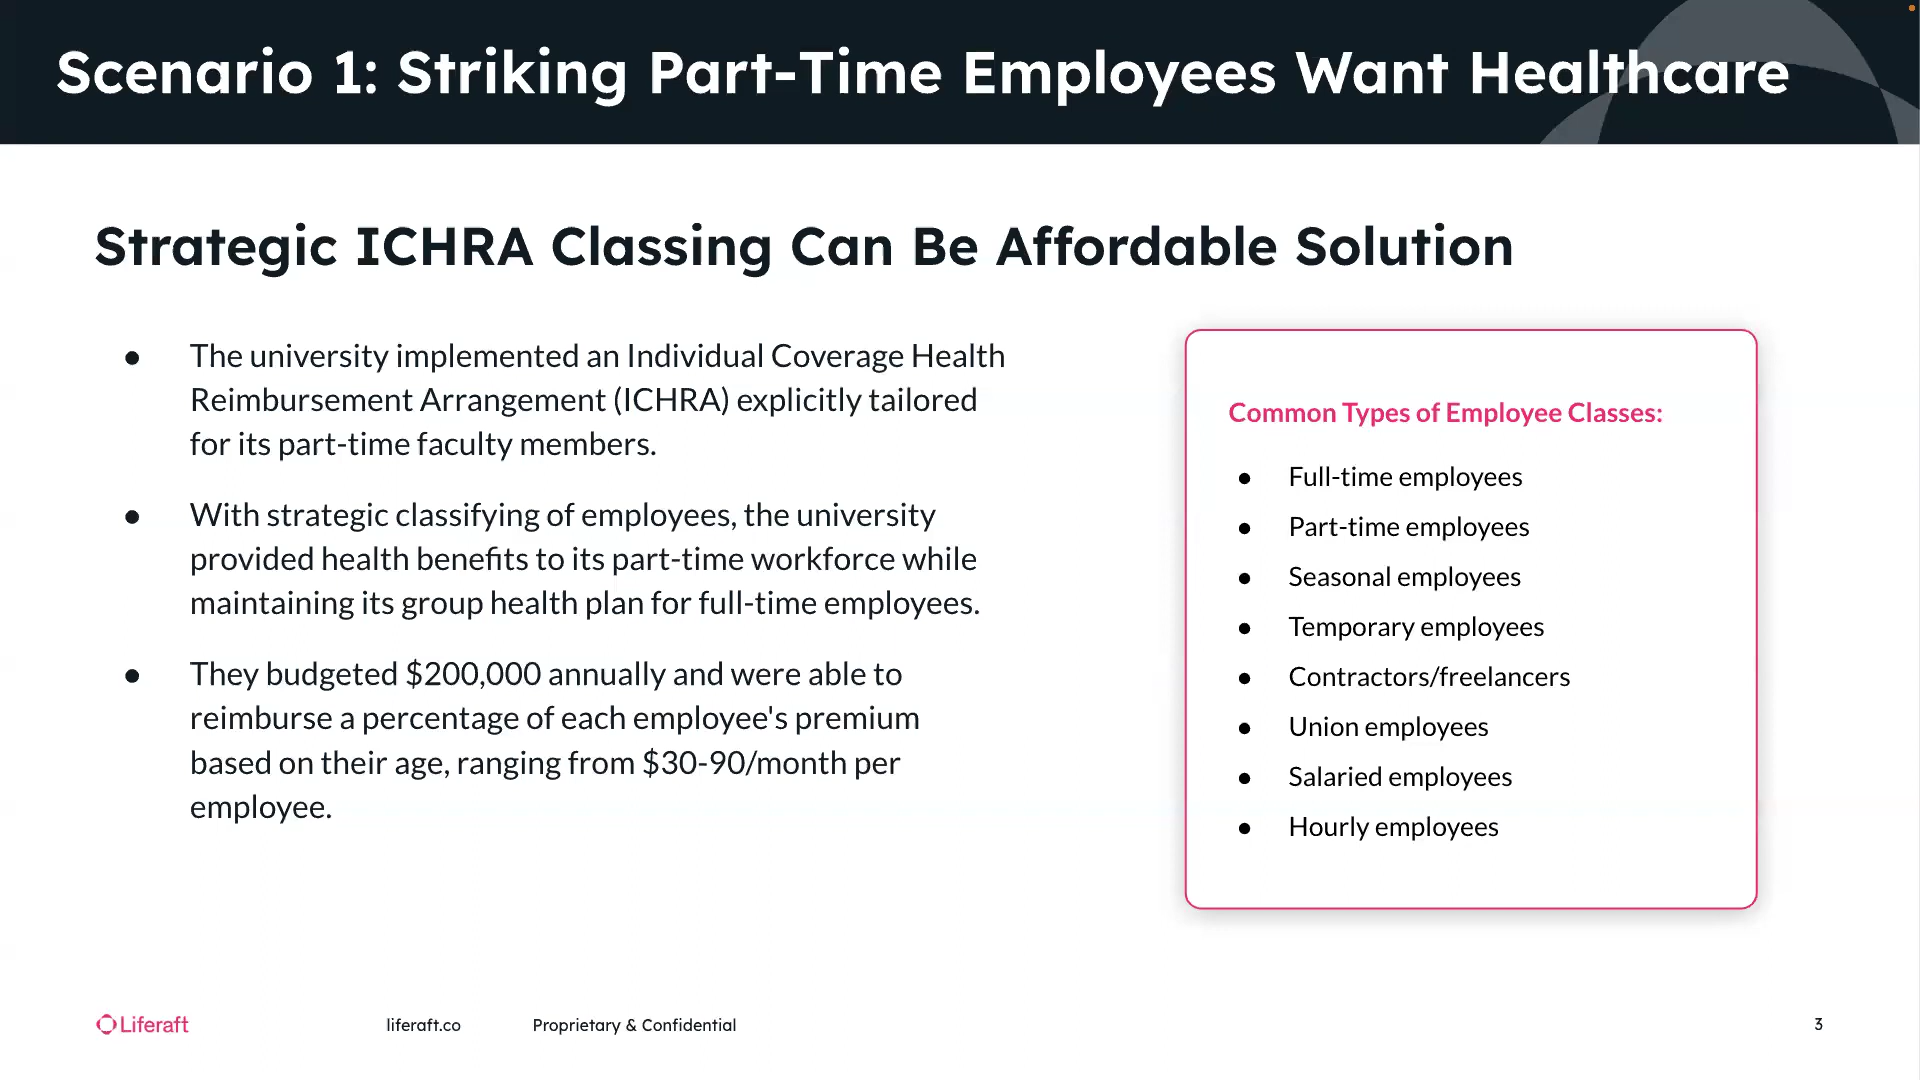 Scenario 1: Striking Part-Time Employees Want Healthcare
Strategic ICHRA Classing Can Be Affordable Solution
● The university implemented an Individual Coverage Health
Reimbursement Arrangement (ICHRA) explicitly tailored
for its part-time faculty members.
● With strategic classifying of employees, the university
provided health benefits to its part-time workforce while
maintaining its group health plan for full-time employees.
● They budgeted $200,000 annually and were able to
reimburse a percentage of each employee's premium
based on their age, ranging from $30-90/month per
employee.
Common Types of Employee Classes:
● Full-time employees
● Part-time employees
● Seasonal employees
● Temporary employees
● Contractors/freelancers
● Union employees
● Salaried employees
● Hourly employees
Liferaft
liferaft.co
Proprietary & Confidential
3